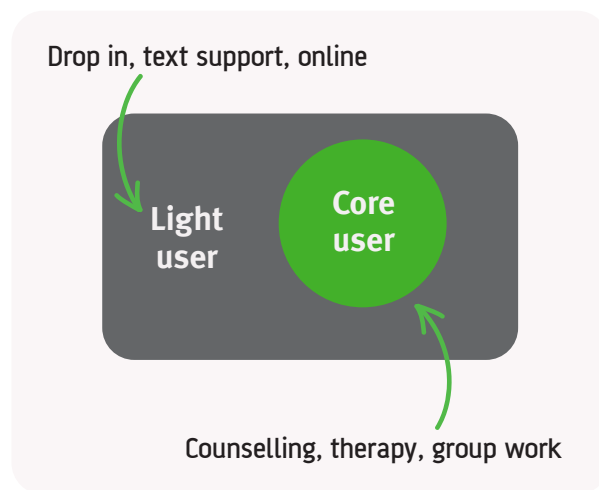 Drop in, text support, online
Light
user
Core
user
Counselling, therapy, group work